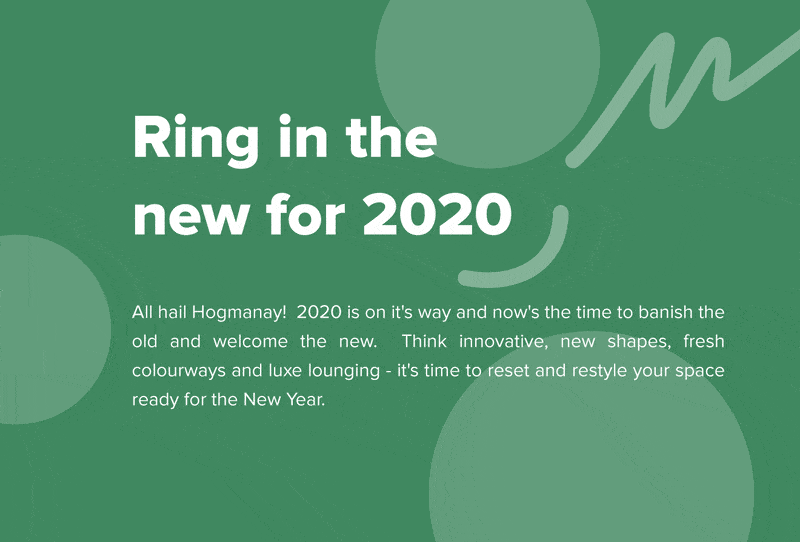 Ring in the
new for 2020
All hail Hogmanay!  2020 is on it's way and now's the time to banish the
old and welcome the new.  Think innovative, new shapes, fresh
colourways and luxe lounging - it's time to reset and restyle your space
ready for the New Year.